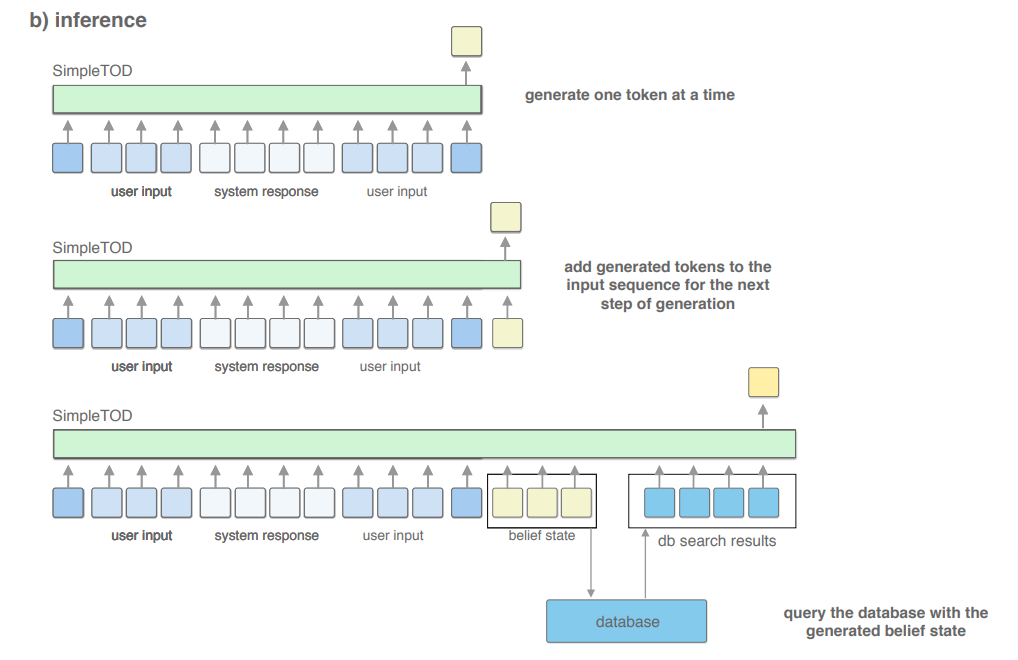 b) inference
SimpleTOD
generate one token at a time
user input
system response
user input
SimpleTOD
add generated tokens to the
input sequence for the next
step of generation
user input
system response
user input
SimpleTOD
user input
system response
user input
belief state
db search results
database
query the database with the
generated belief state